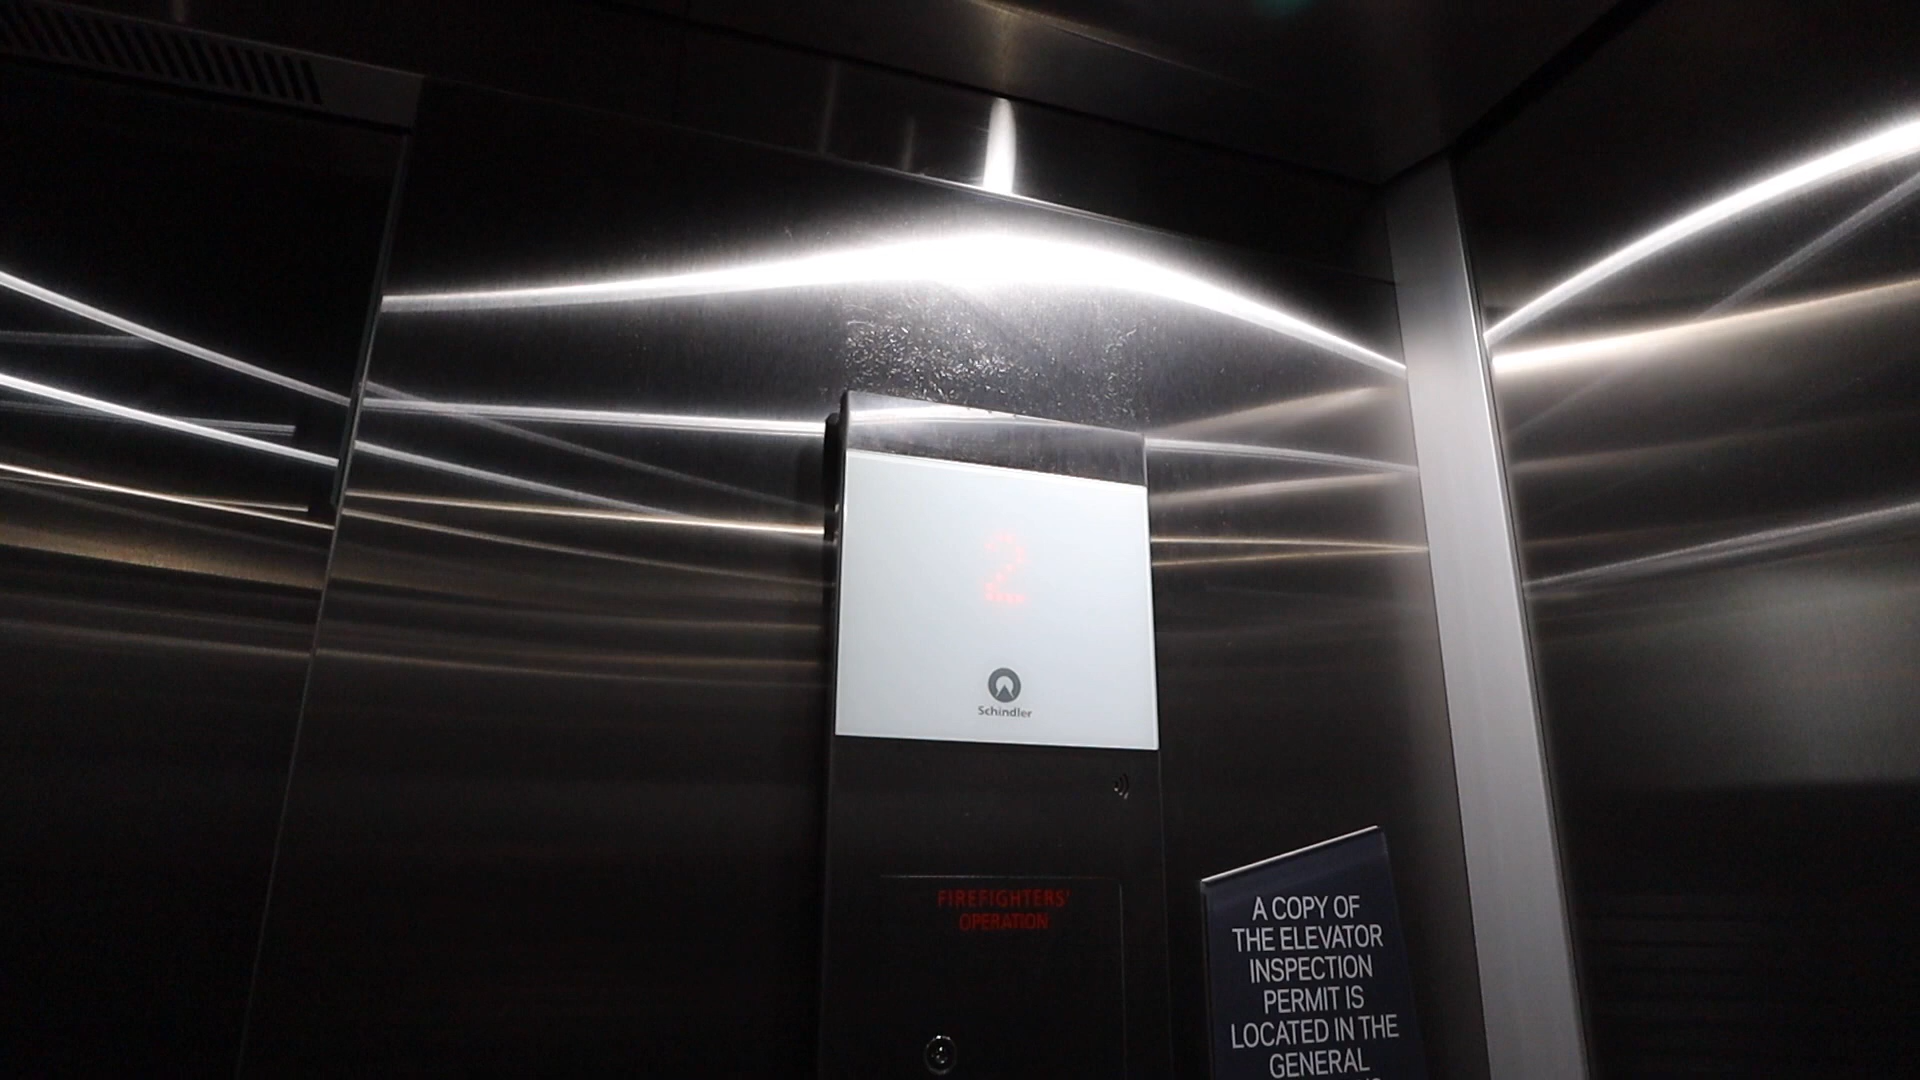 2
Schindler
FIREFIGHTERS'
OPERATION
A COPY OF
THE ELEVATOR
INSPECTION
PERMIT IS
LOCATED IN THE
GENERAL